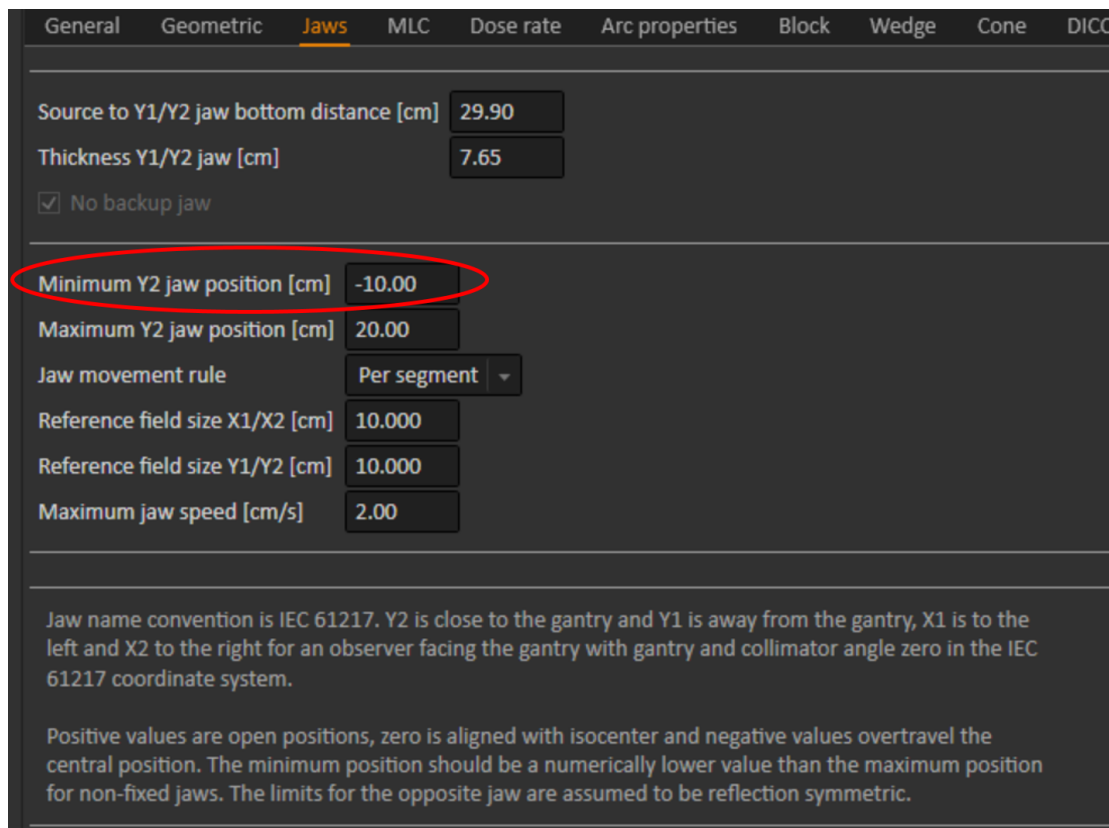 General Geometric Jaws MLC Dose rate Arc properties Block Wedge Cone DICO
Source to Y1/Y2 jaw bottom distance [cm] 29.90
Thickness Y1/Y2 jaw [cm] 7.65
No backup jaw
Minimum Y2 jaw position [cm] -10.00
Maximum Y2 jaw position [cm] 20.00
Jaw movement rule Per segment
Reference field size X1/X2 [cm] 10.000
Reference field size Y1/Y2 [cm] 10.000
Maximum jaw speed [cm/s] 2.00
Jaw name convention is IEC 61217. Y2 is close to the gantry and Y1 is away from the gantry, X1 is to the
left and X2 to the right for an observer facing the gantry with gantry and collimator angle zero in the IEC
61217 coordinate system.
Positive values are open positions, zero is aligned with isocenter and negative values overtravel the
central position. The minimum position should be a numerically lower value than the maximum position
for non-fixed jaws. The limits for the opposite jaw are assumed to be reflection symmetric.